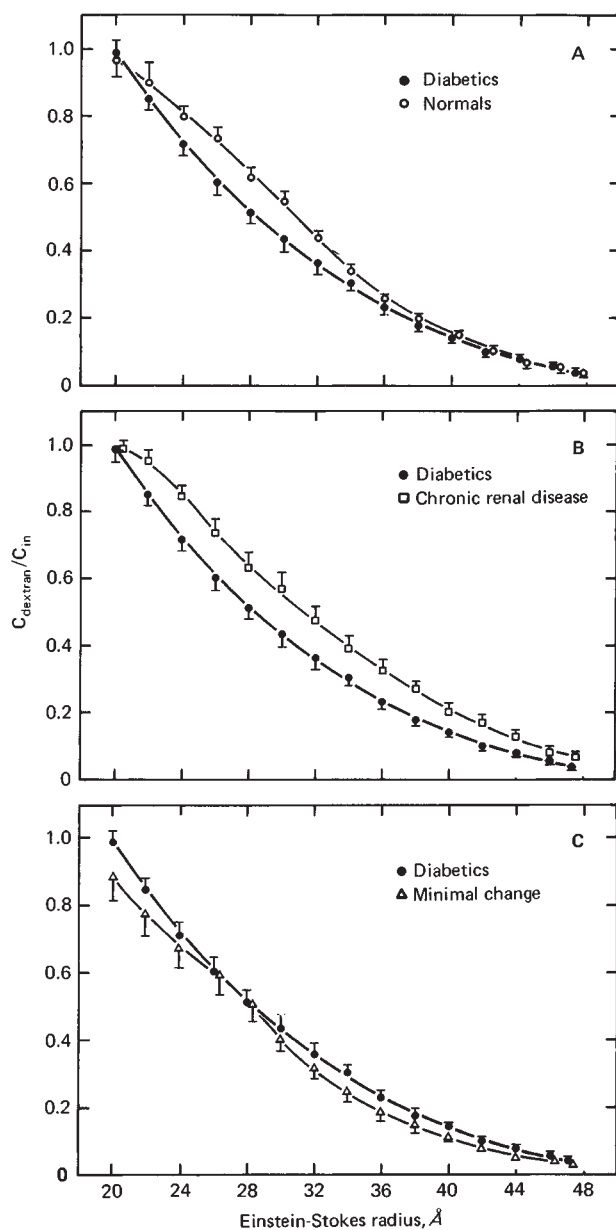 A
1.0
Diabetics
Normals
0.8
0.6
0.4
0.2
0
B
1.0
Diabetics
Chronic renal disease
0.8
0.6
0.4
0.2
0
C_dextran/C_in
C
1.0
Diabetics
Minimal change
0.8
0.6
0.4
0.2
0
20 24 28 32 36 40 44 48
Einstein-Stokes radius, Å